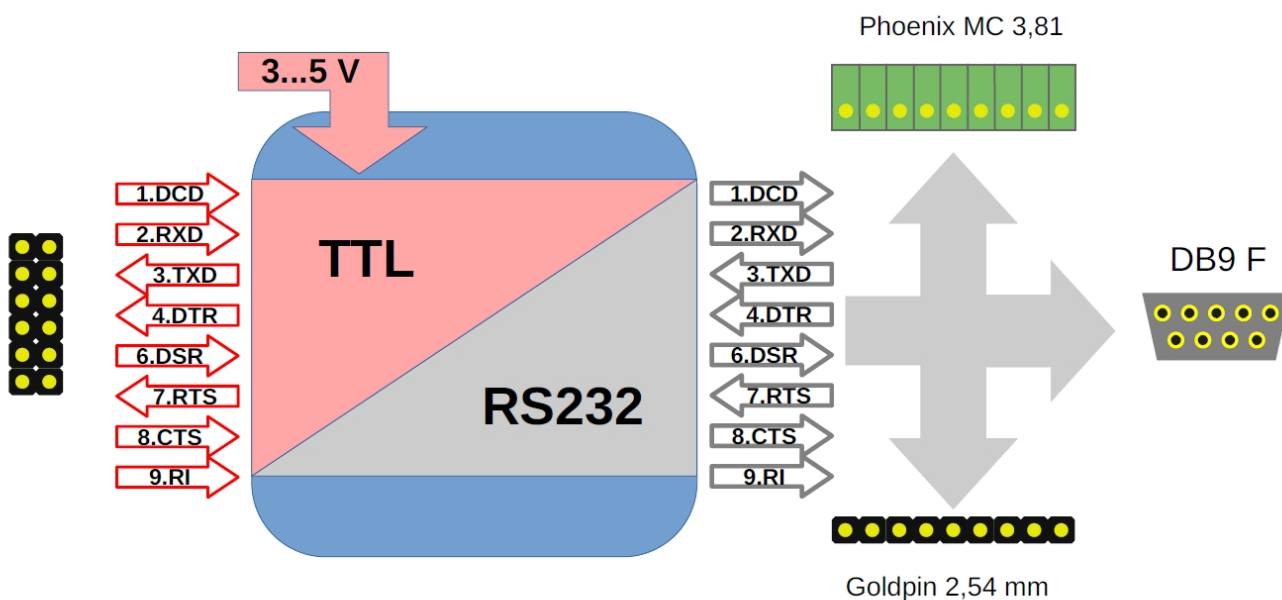 Phoenix MC 3,81
3...5 V
1.DCD
2.RXD
3.TXD
4.DTR
6.DSR
7.RTS
8.CTS
9.RI
TTL
RS232
1.DCD
2.RXD
3.TXD
4.DTR
6.DSR
7.RTS
8.CTS
9.RI
DB9 F
Goldpin 2,54 mm